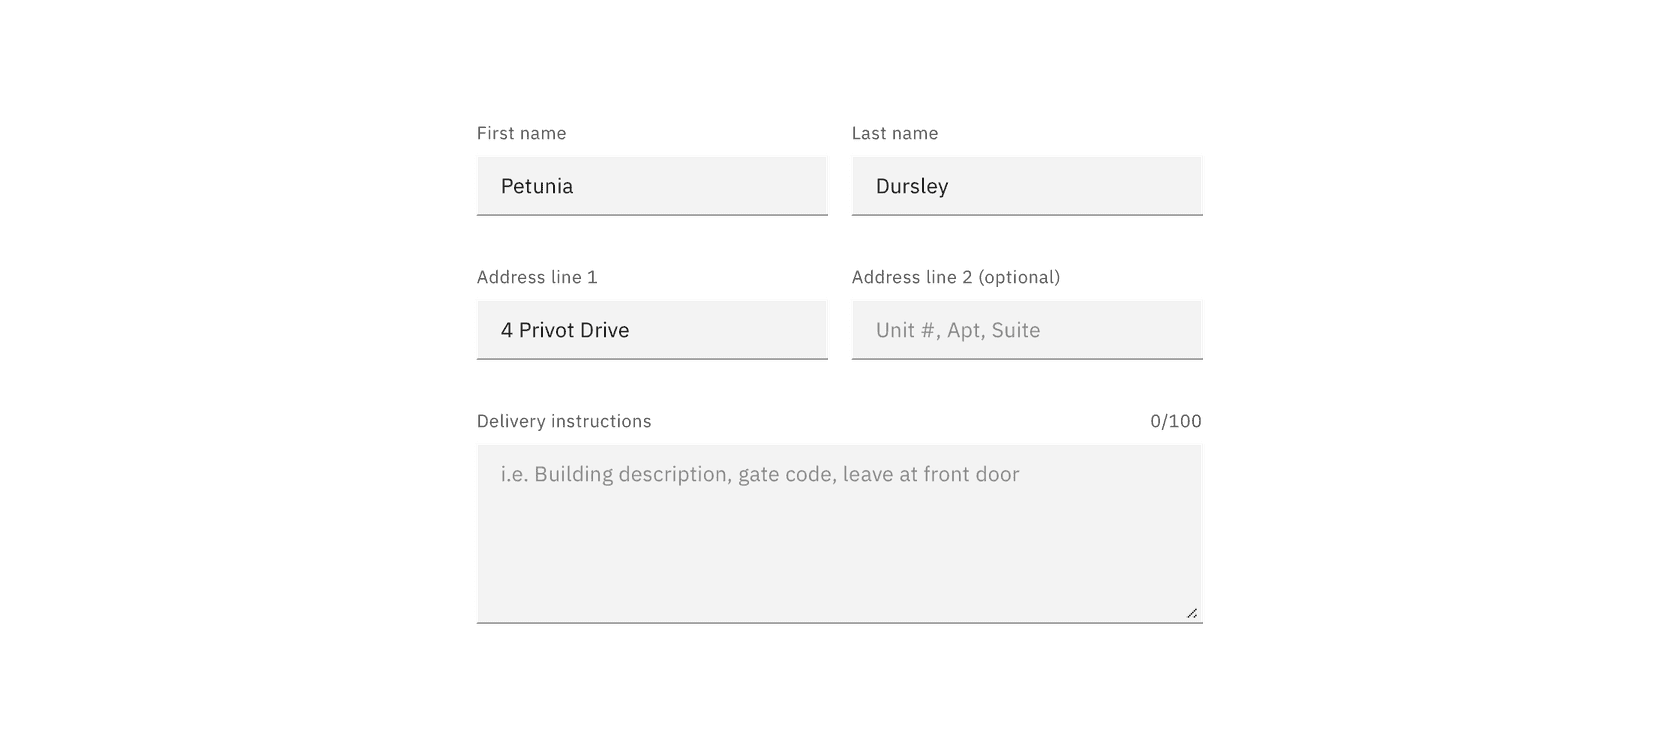 First name
Last name
Petunia
Dursley
Address line 1
Address line 2 (optional)
4 Privot Drive
Unit #, Apt, Suite
Delivery instructions
0/100
i.e. Building description, gate code, leave at front door